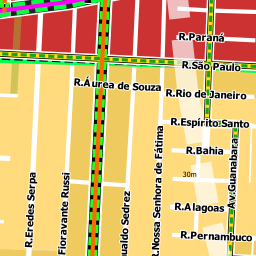 R.Paraná
R.São Paulo
R.Áurea de Souza
R.Rio de Janeiro
R.Espírito Santo
R.Bahia
30m
R.Alagoas
R.Pernambuco
R.Eredes Serpa
Fioravante Russi
ualdo Sedrez
R.Nossa Senhora de Fátima
Av.Guanabara